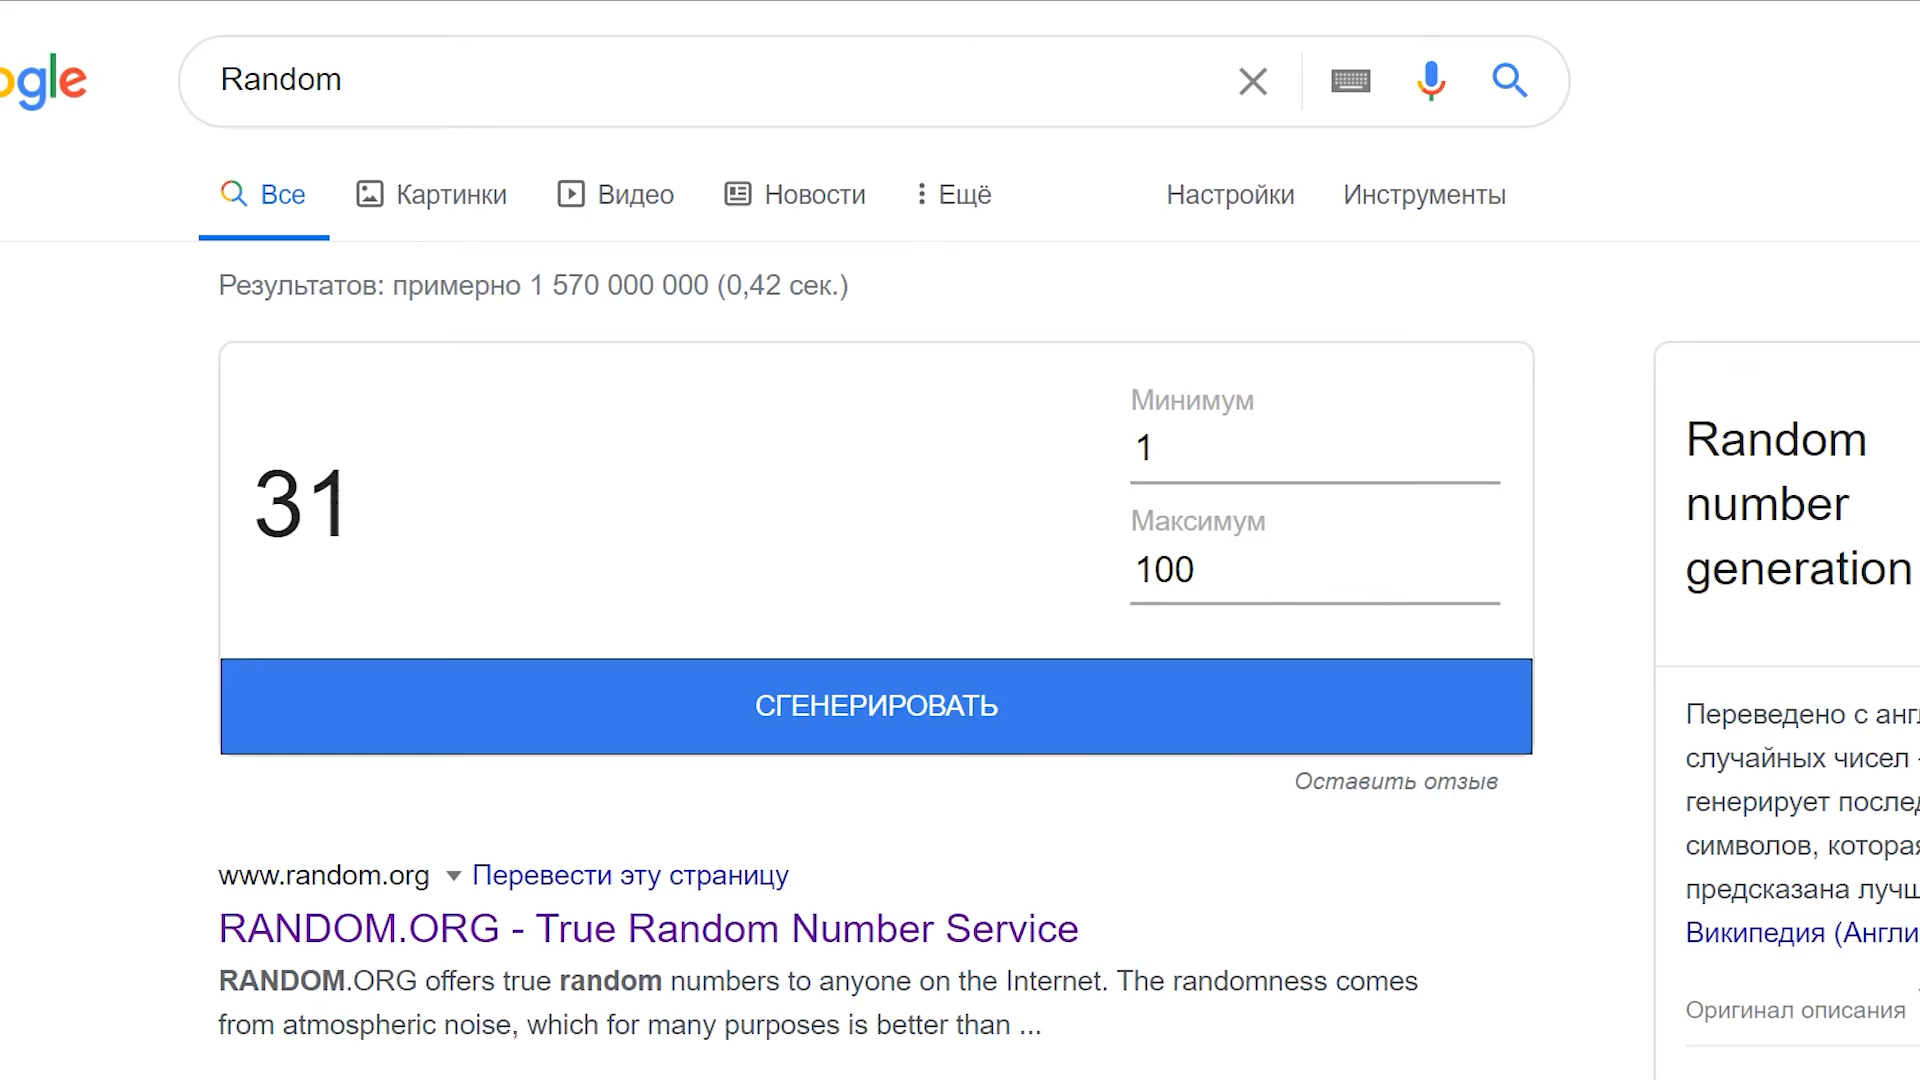 ogle
Random
Все Картинки Видео Новости Ещё Настройки Инструменты
Результатов: примерно 1 570 000 000 (0,42 сек.)
31
Минимум
1
Максимум
100
СГЕНЕРИРОВАТЬ
Оставить отзыв
www.random.org Перевести эту страницу
RANDOM.ORG - True Random Number Service
RANDOM.ORG offers true random numbers to anyone on the Internet. The randomness comes
from atmospheric noise, which for many purposes is better than ...
Random
number
generation
Переведено с англ
случайных чисел -
генерирует послед
символов, которая
предсказана лучш
Википедия (Англи
Оригинал описания